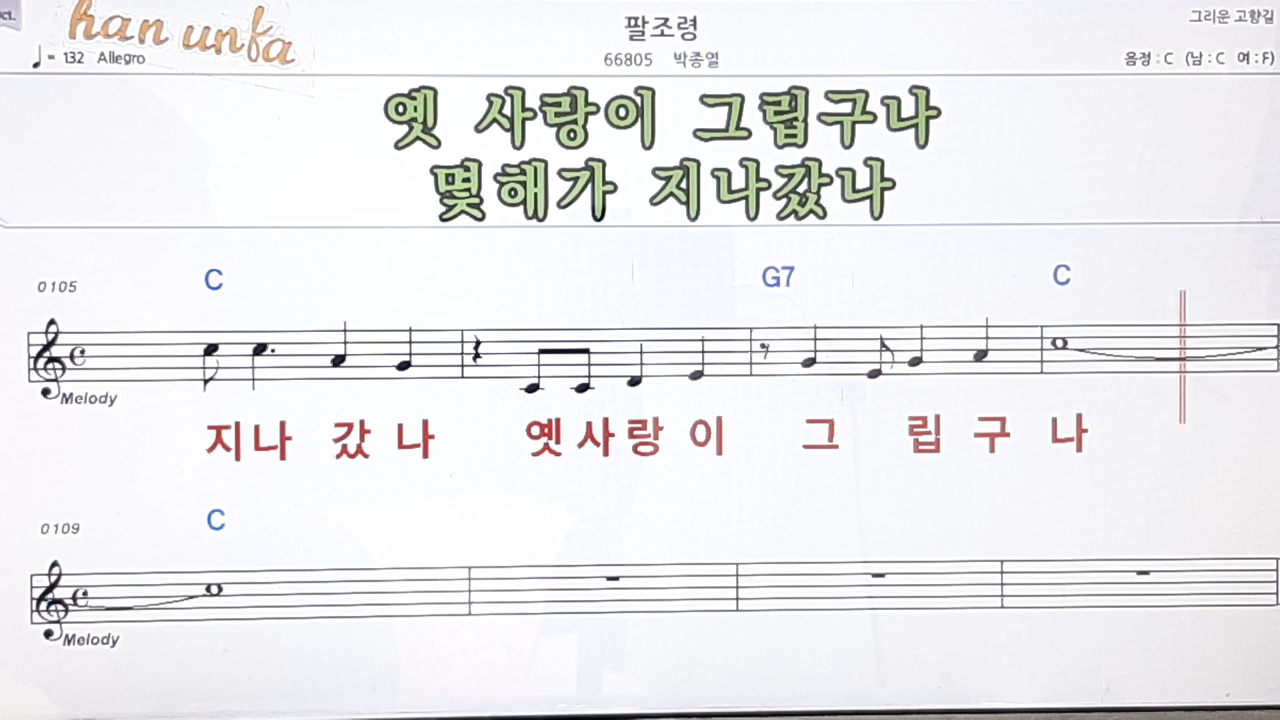 han unfa
팔조령
그리운 고향길
= 132 Allegro
66805 박종열
음정 : C (남 : C 여 : F)
옛 사랑이 그립구나
몇해가 지나갔나
0105
C G7 C
Melody
지나 갔 나 옛 사 랑 이 그 립 구 나
0109
C
Melody